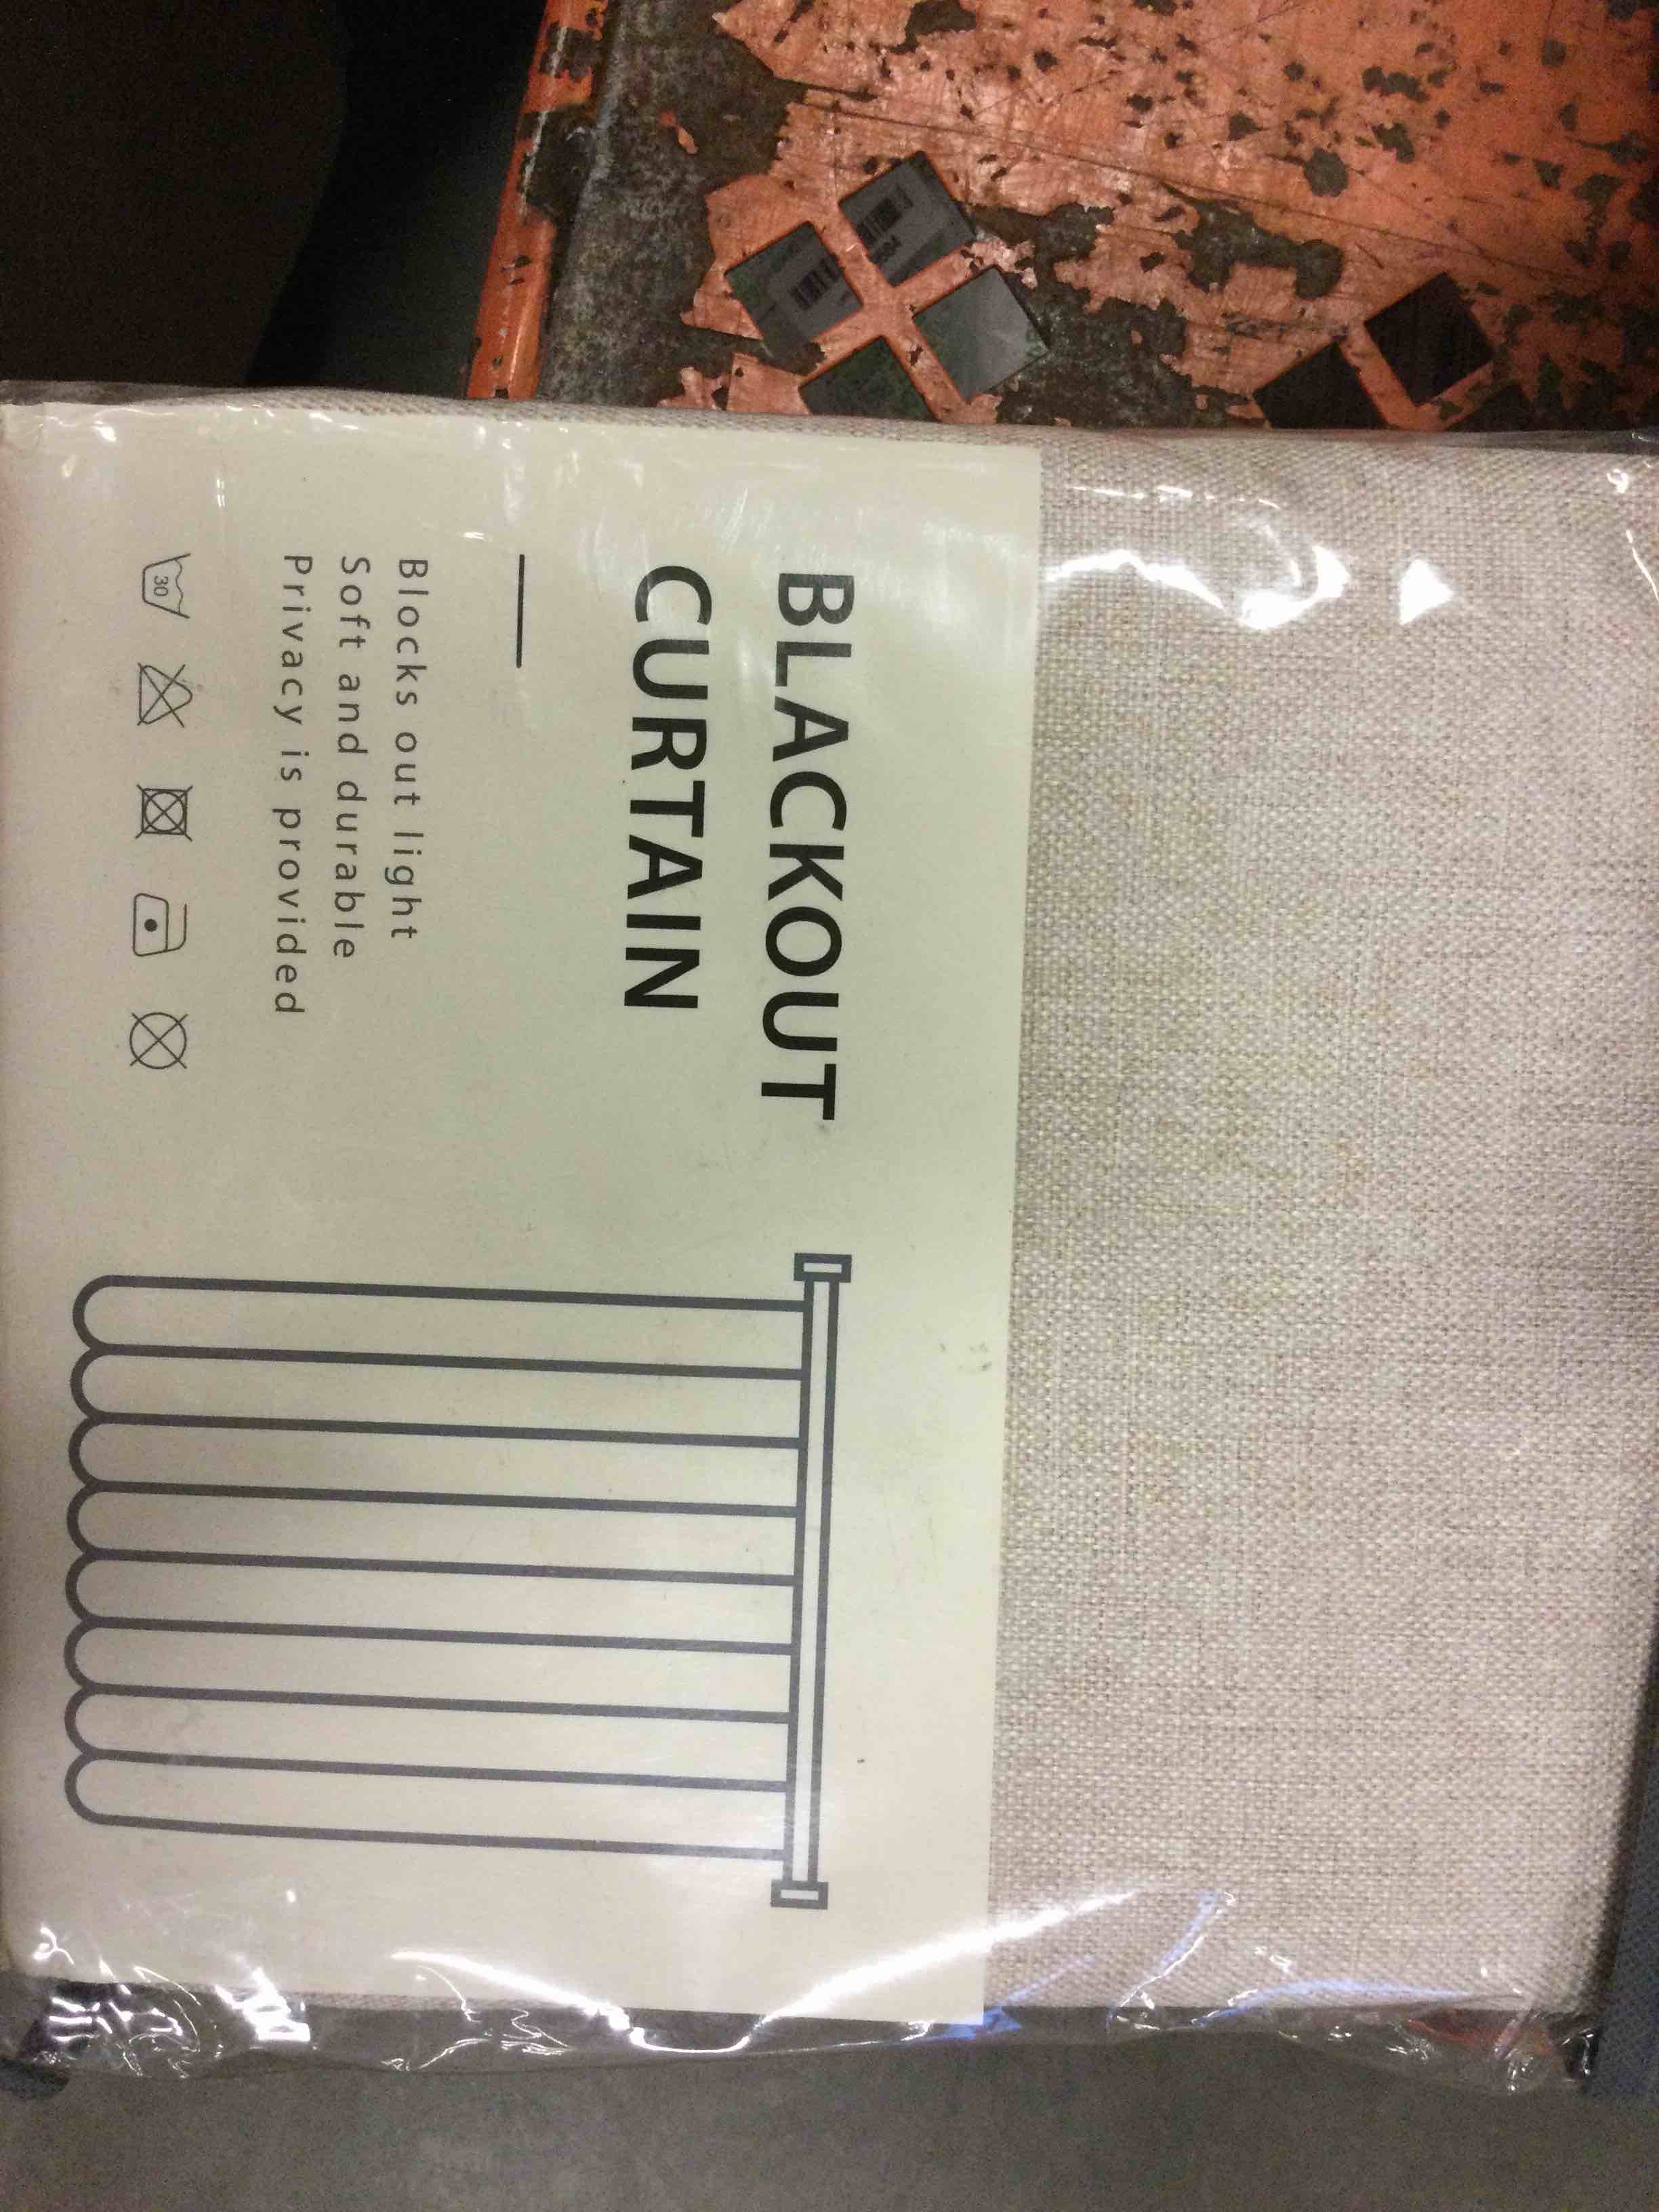 BLACKOUT
CURTAIN
Blocks out light
Soft and durable
Privacy is provided
30